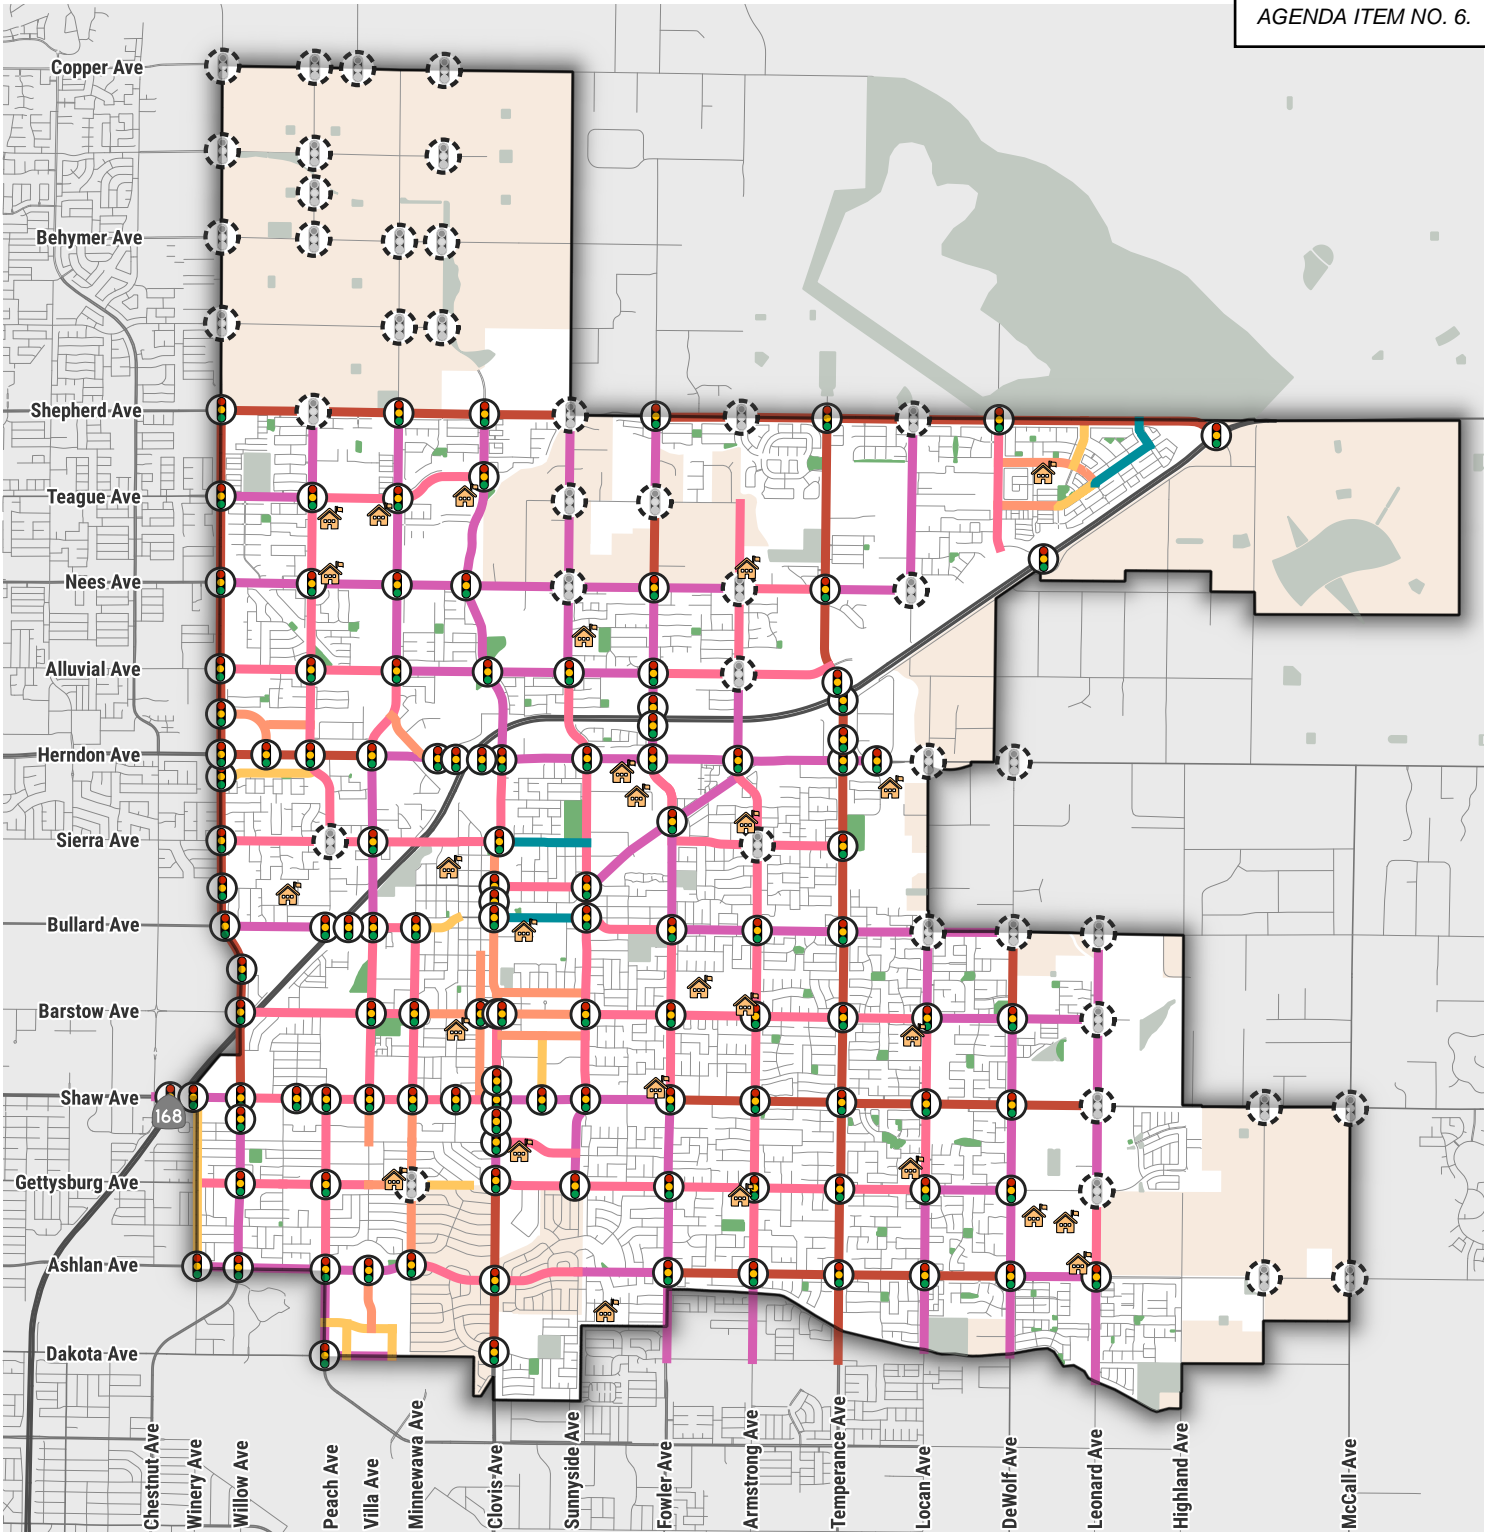 AGENDA ITEM NO. 6.
Copper Ave
Behymer Ave
Shepherd Ave
Teague Ave
Nees Ave
Alluvial Ave
Herndon Ave
Sierra Ave
Bullard Ave
Barstow Ave
Shaw Ave
168
Gettysburg Ave
Ashlan Ave
Dakota Ave
Chestnut Ave
Winery Ave
Willow Ave
Peach Ave
Villa Ave
Minnewawa Ave
Clovis Ave
Sunnyside Ave
Fowler Ave
Armstrong Ave
Temperance Ave
Locan Ave
DeWolf Ave
Leonard Ave
Highland Ave
McCall Ave